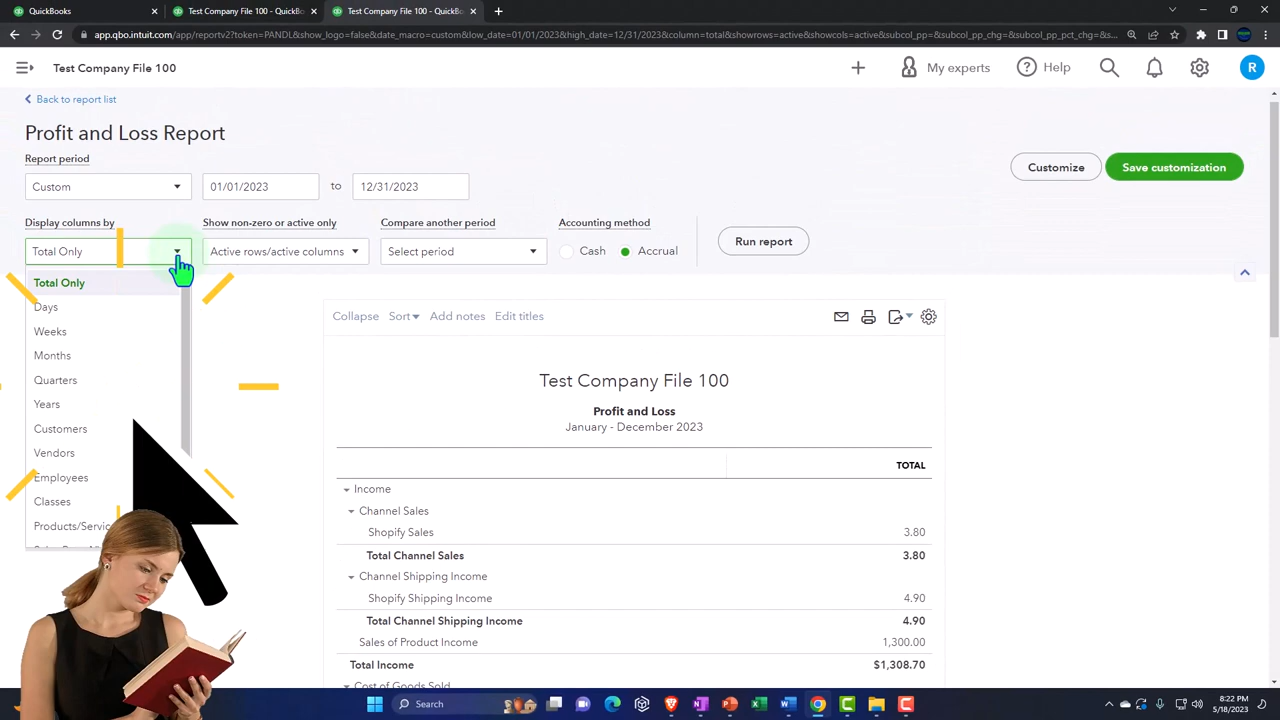 QuickBooks
Test Company File 100 - QuickBo
Test Company File 100 - QuickBo
app.qbo.intuit.com/app/reportv2?token=PANDL&show_logo=false&date_macro=custom&low_date=01/01/2023&high_date=12/31/2023&column=total&showrows=active&showcols=active&subcol_pp=&subcol_pp_chg=&subcol_pp_pct_chg=&s...
Test Company File 100
My experts
Help
R
Back to report list
Profit and Loss Report
Report period
Custom 01/01/2023 to 12/31/2023
Customize
Save customization
Display columns by
Show non-zero or active only
Compare another period
Accounting method
Total Only
Active rows/active columns
Select period
Cash
Accrual
Run report
Total Only
Days
Weeks
Months
Quarters
Years
Customers
Vendors
Employees
Classes
Products/Servic
Collapse Sort Add notes Edit titles
Test Company File 100
Profit and Loss
January - December 2023
TOTAL
Income
Channel Sales
Shopify Sales 3.80
Total Channel Sales 3.80
Channel Shipping Income
Shopify Shipping Income 4.90
Total Channel Shipping Income 4.90
Sales of Product Income 1,300.00
Total Income $1,308.70
Cost of Goods Sold
Search
8:22 PM
5/18/2023